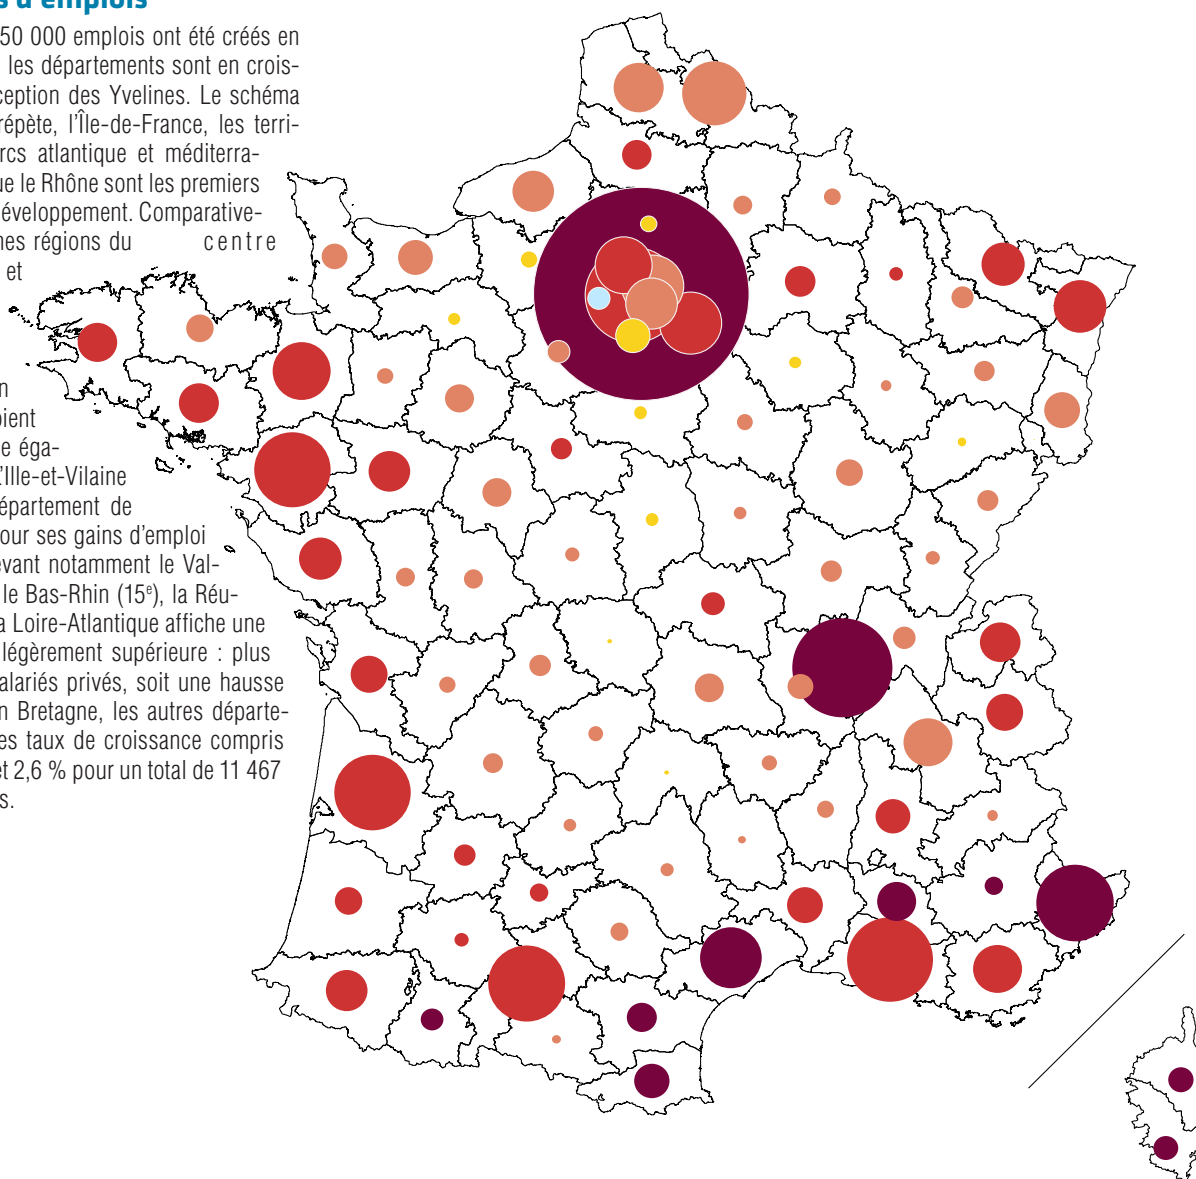 s d'emplois
50 000 emplois ont été créés en
les départements sont en crois-
ception des Yvelines. Le schéma
répète, l'Île-de-France, les terri-
rcs atlantique et méditerra-
ue le Rhône sont les premiers
éveloppement. Comparative-
nes régions du centre
et
n
oient
e éga-
'Ille-et-Vilaine
épartement de
our ses gains d'emploi
evant notamment le Val-
le Bas-Rhin (15e), la Réu-
a Loire-Atlantique affiche une
légèrement supérieure : plus
alariés privés, soit une hausse
n Bretagne, les autres départe-
es taux de croissance compris
et 2,6 % pour un total de 11 467
s.